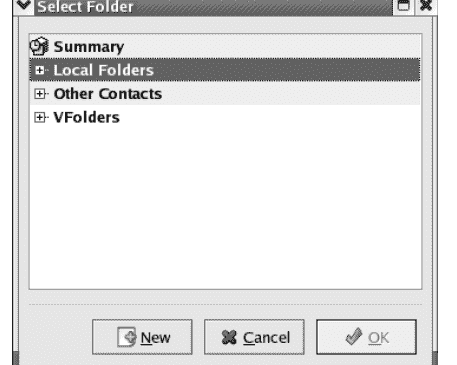 Select Folder
Summary
Local Folders
Other Contacts
VFolders
New Cancel OK